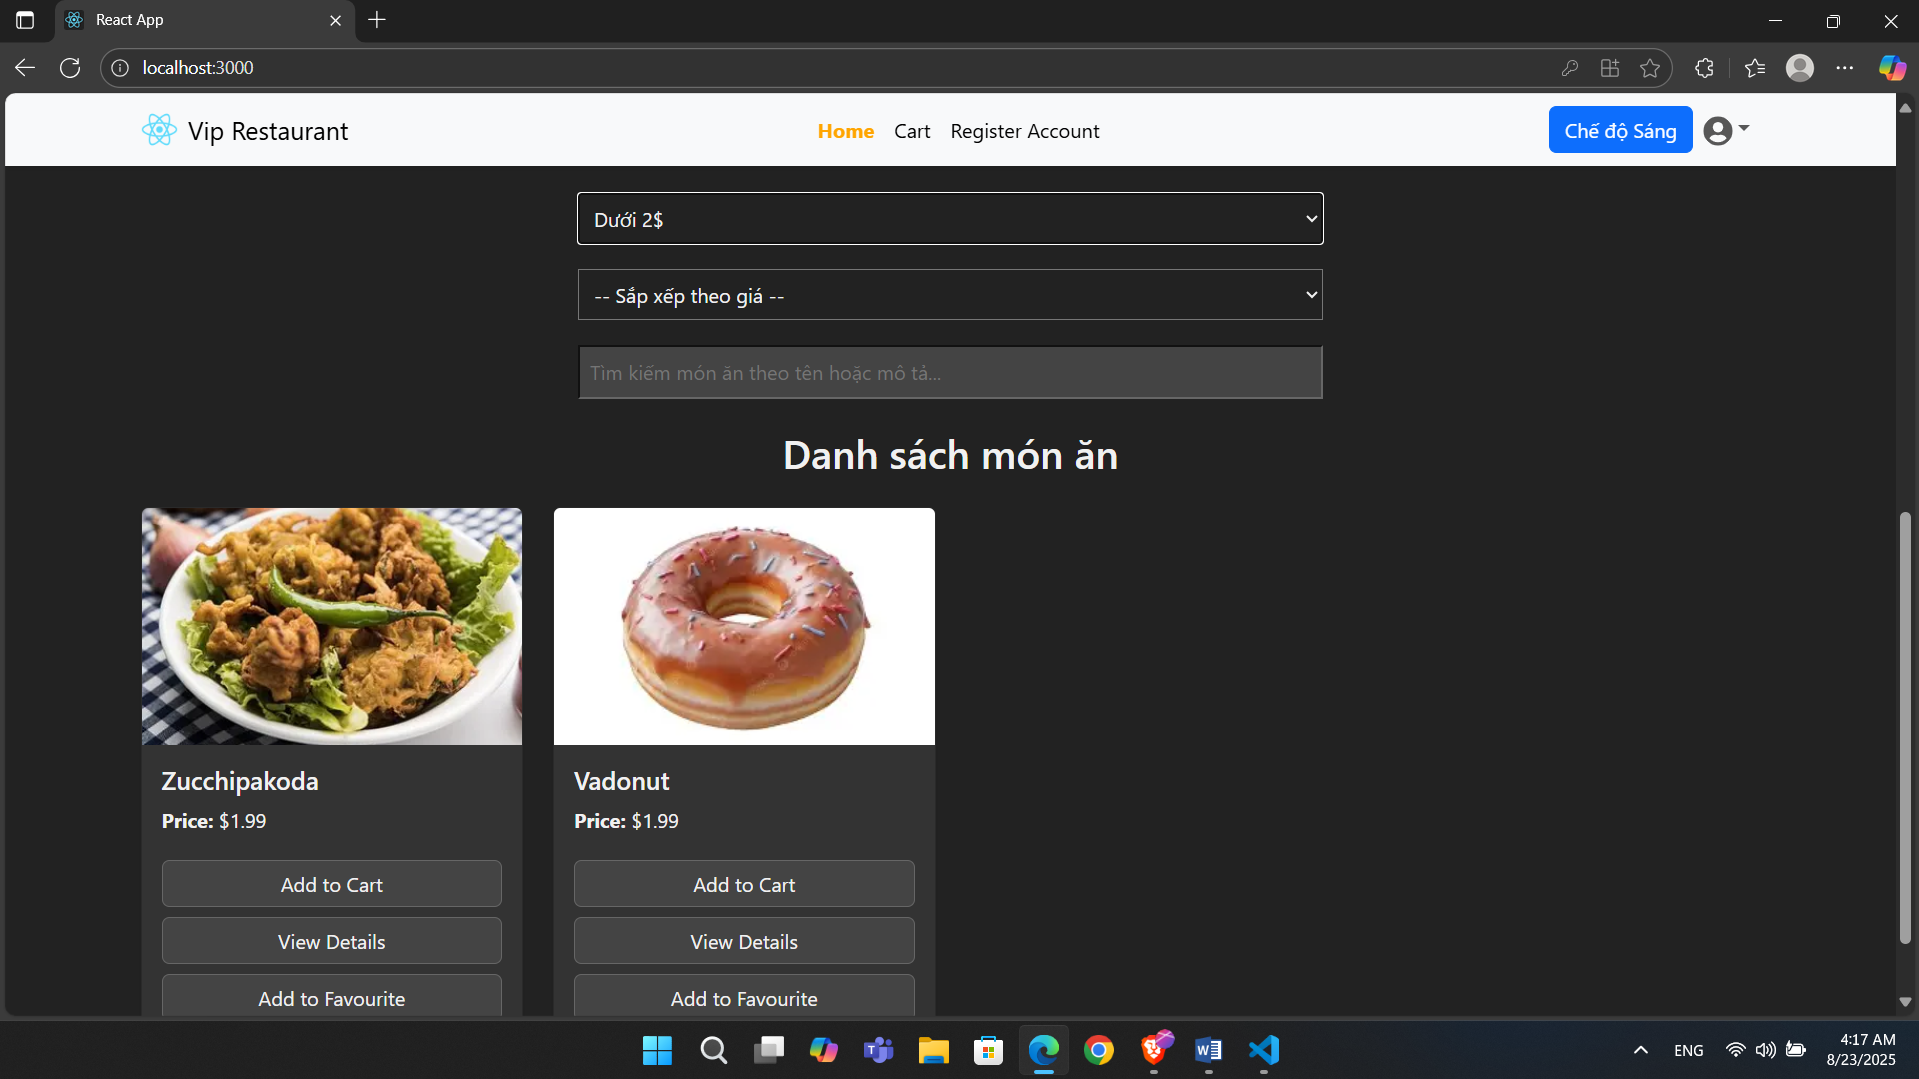 React App
localhost:3000
Vip Restaurant
Home
Cart
Register Account
Chế độ Sáng
Dưới 2$
-- Sắp xếp theo giá --
Tìm kiếm món ăn theo tên hoặc mô tả...
Danh sách món ăn
Zucchipakoda
Price: $1.99
Add to Cart
View Details
Add to Favourite
Vadonut
Price: $1.99
Add to Cart
View Details
Add to Favourite
ENG
4:17 AM
8/23/2025